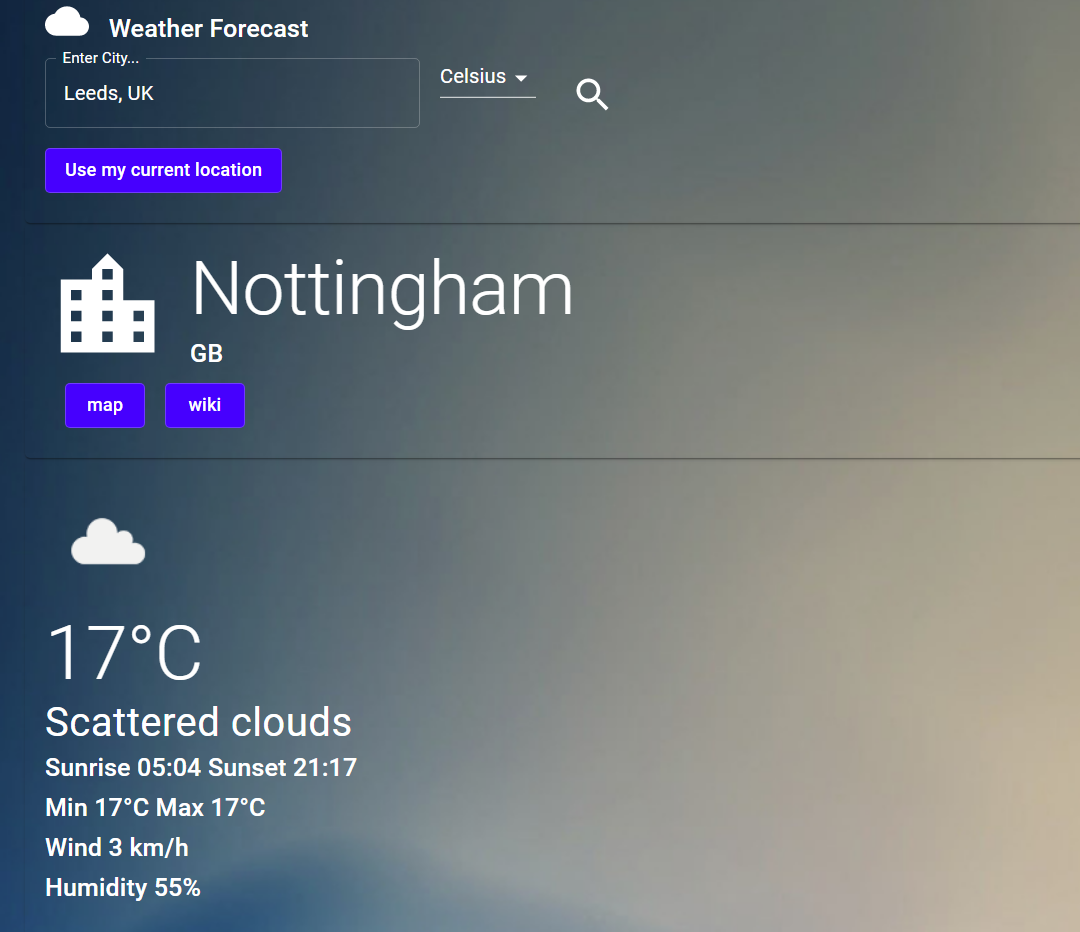 Weather Forecast
Enter City...
Leeds, UK
Celsius
Use my current location
Nottingham
GB
map wiki
17°C
Scattered clouds
Sunrise 05:04 Sunset 21:17
Min 17°C Max 17°C
Wind 3 km/h
Humidity 55%